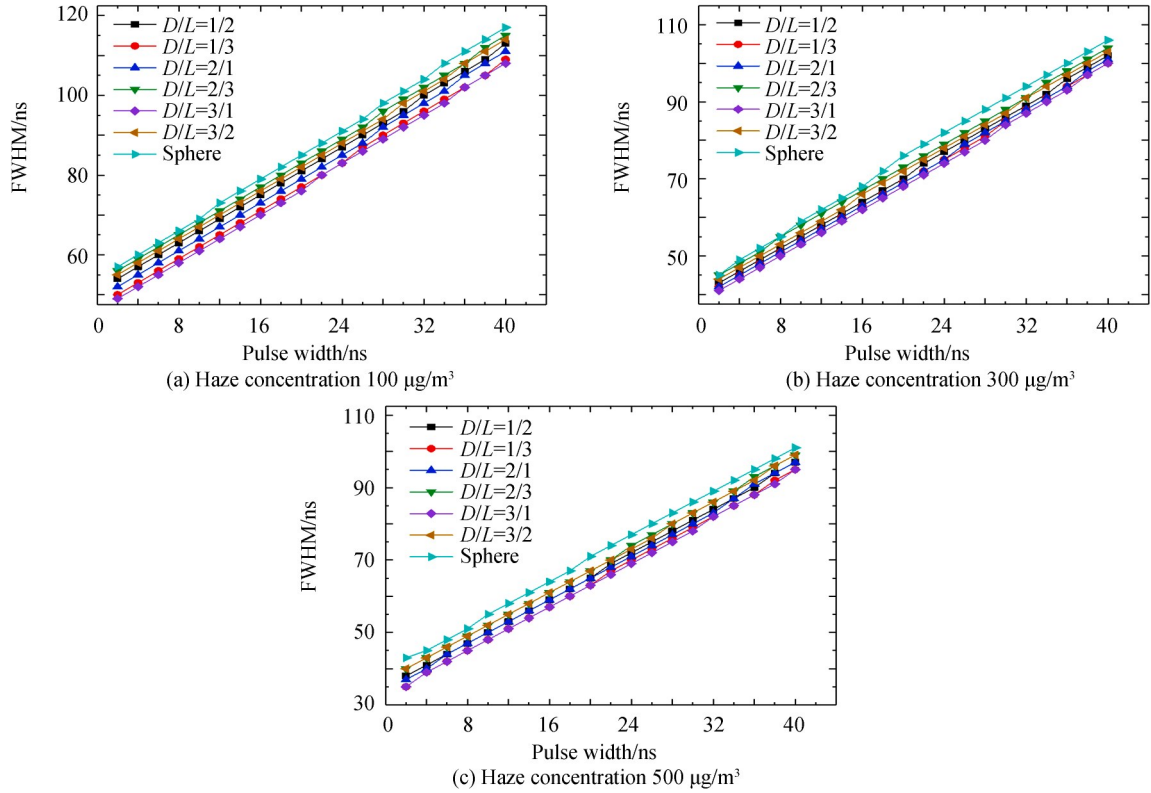 120
100
80
60
FWHM/ns
D/L=1/2
D/L=1/3
D/L=2/1
D/L=2/3
D/L=3/1
D/L=3/2
Sphere
0 8 16 24 32 40
Pulse width/ns
(a) Haze concentration 100 μg/m³
110
90
70
50
FWHM/ns
D/L=1/2
D/L=1/3
D/L=2/1
D/L=2/3
D/L=3/1
D/L=3/2
Sphere
0 8 16 24 32 40
Pulse width/ns
(b) Haze concentration 300 μg/m³
110
90
70
50
30
FWHM/ns
D/L=1/2
D/L=1/3
D/L=2/1
D/L=2/3
D/L=3/1
D/L=3/2
Sphere
0 8 16 24 32 40
Pulse width/ns
(c) Haze concentration 500 μg/m³